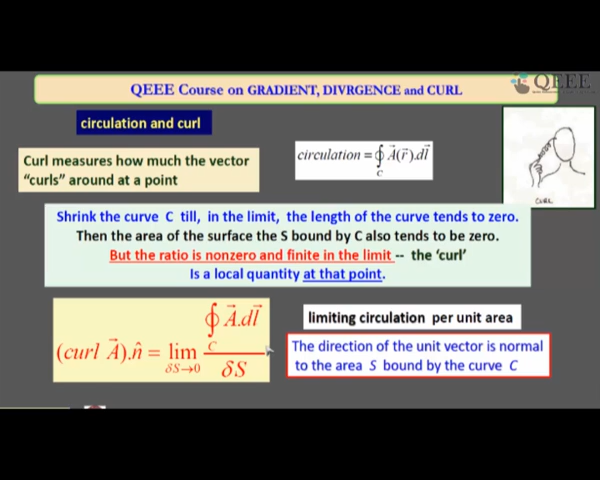 QEEE
QEEE Course on GRADIENT, DIVRGENCE and CURL
circulation and curl
Curl measures how much the vector
"curls" around at a point
circulation = ∮_C A⃗(r⃗).dl⃗
CURL
Shrink the curve C till, in the limit, the length of the curve tends to zero.
Then the area of the surface the S bound by C also tends to be zero.
But the ratio is nonzero and finite in the limit -- the 'curl'
Is a local quantity at that point.
(curl A⃗).n̂ = lim_{δS→0} ∮_C A⃗.dl⃗ / δS
limiting circulation per unit area
The direction of the unit vector is normal
to the area S bound by the curve C